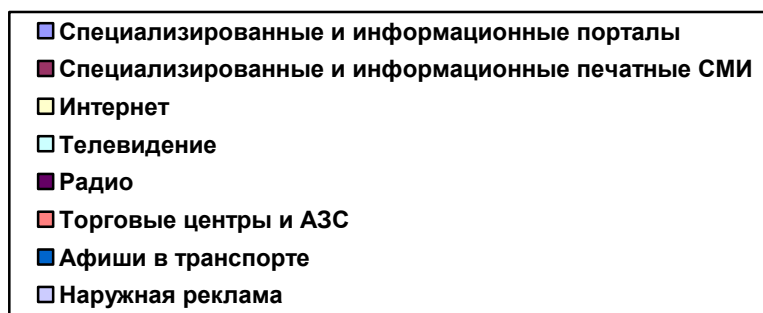 Специализированные и информационные порталы
Специализированные и информационные печатные СМИ
Интернет
Телевидение
Радио
Торговые центры и АЗС
Афиши в транспорте
Наружная реклама